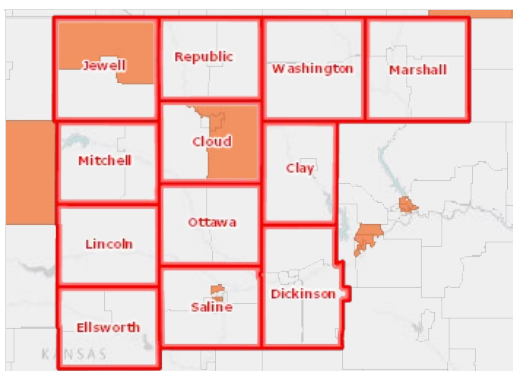 Jewell
Republic
Washington
Marshall
Mitchell
Cloud
Clay
Lincoln
Ottawa
Ellsworth
Saline
Dickinson
KANSAS